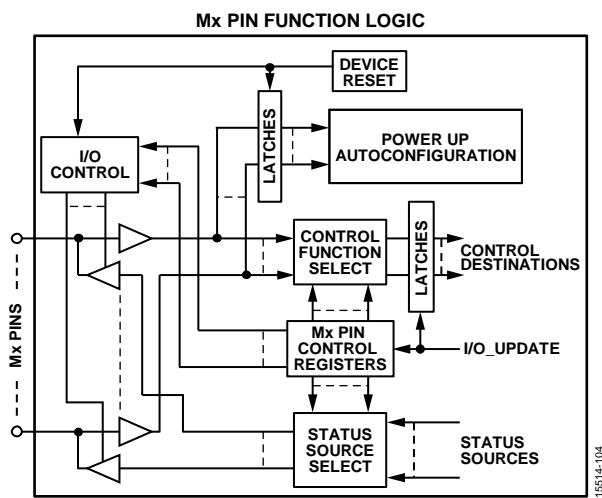 Mx PIN FUNCTION LOGIC
DEVICE
RESET
LATCHES
POWER UP
AUTOCONFIGURATION
I/O
CONTROL
CONTROL
FUNCTION
SELECT
LATCHES
CONTROL
DESTINATIONS
Mx PINS
Mx PIN
CONTROL
REGISTERS
I/O_UPDATE
STATUS
SOURCE
SELECT
STATUS
SOURCES
15514-104